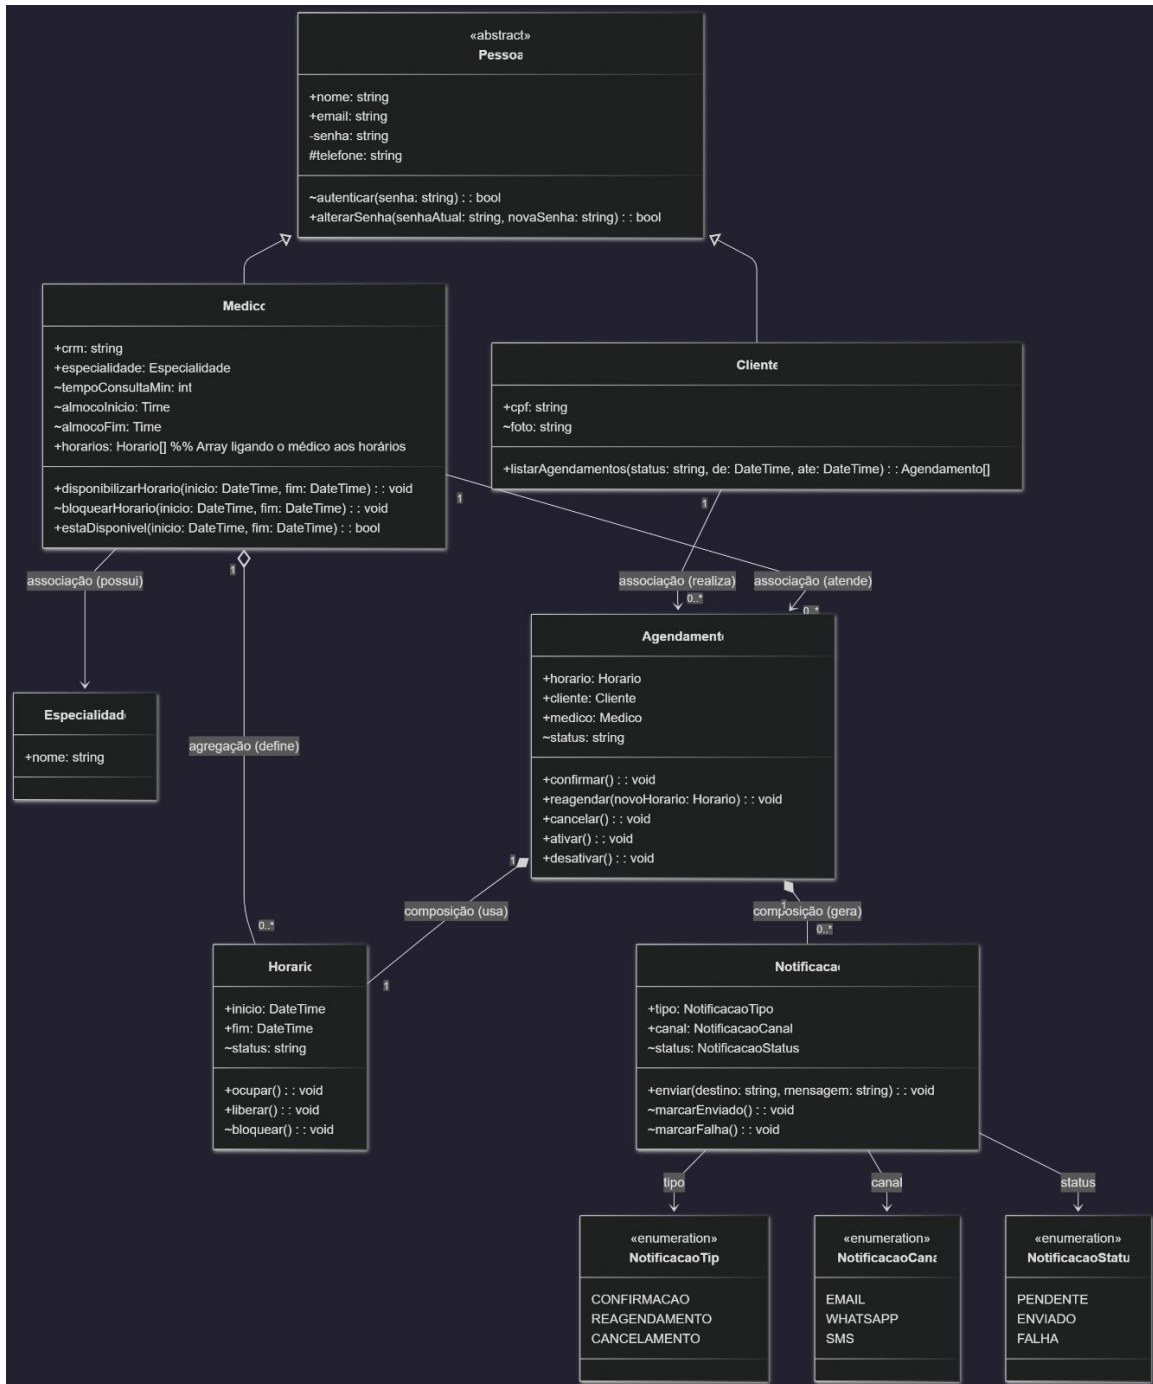 «abstract»
Pessoa
+nome: string
+email: string
-senha: string
#telefone: string
~autenticar(senha: string) : : bool
+alterarSenha(senhaAtual: string, novaSenha: string) : : bool
Medico
+crm: string
+especialidade: Especialidade
~tempoConsultaMin: int
~almocoInicio: Time
~almocoFim: Time
+horarios: Horario[] %% Array ligando o médico aos horários
+disponibilizarHorario(inicio: DateTime, fim: DateTime) : : void
~bloquearHorario(inicio: DateTime, fim: DateTime) : : void
+estaDisponivel(inicio: DateTime, fim: DateTime) : : bool
Cliente
+cpf: string
~foto: string
+listarAgendamentos(status: string, de: DateTime, ate: DateTime) : : Agendamento[]
1
1
1
associação (possui)
associação (realiza)
associação (atende)
0..*
0..*
Especialidad
+nome: string
agregação (define)
Agendament
+horario: Horario
+cliente: Cliente
+medico: Medico
~status: string
+confirmar() : : void
+reagendar(novoHorario: Horario) : : void
+cancelar() : : void
+ativar() : : void
+desativar() : : void
1
composição (usa)
1
composição (gera)
0..*
0..*
1
Horaric
+inicio: DateTime
+fim: DateTime
~status: string
+ocupar() : : void
+liberar() : : void
~bloquear() : : void
Notificaca
+tipo: NotificacaoTipo
+canal: NotificacaoCanal
~status: NotificacaoStatus
+enviar(destino: string, mensagem: string) : : void
~marcarEnviado() : : void
~marcarFalha() : : void
tipo
canal
status
«enumeration»
NotificacaoTip
CONFIRMACAO
REAGENDAMENTO
CANCELAMENTO
«enumeration»
NotificacaoCana
EMAIL
WHATSAPP
SMS
«enumeration»
NotificacaoStatu
PENDENTE
ENVIADO
FALHA